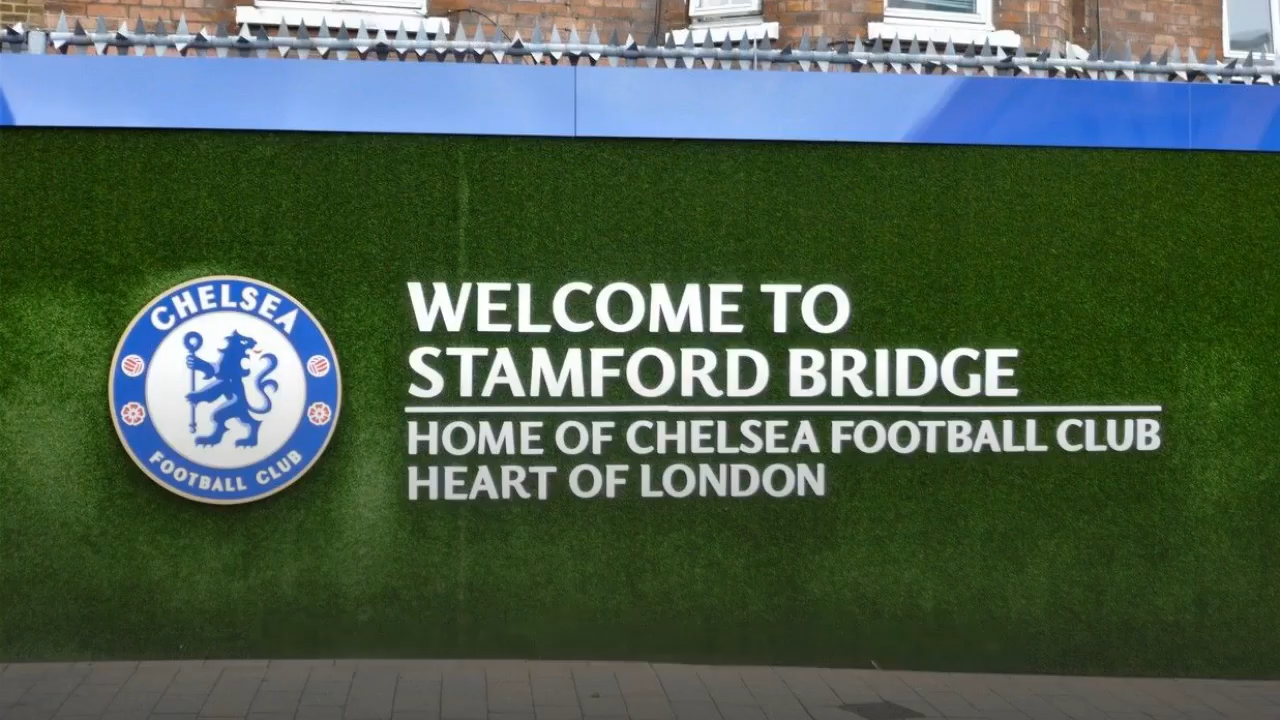 CHELSEA
FOOTBALL CLUB
WELCOME TO
STAMFORD BRIDGE
HOME OF CHELSEA FOOTBALL CLUB
HEART OF LONDON